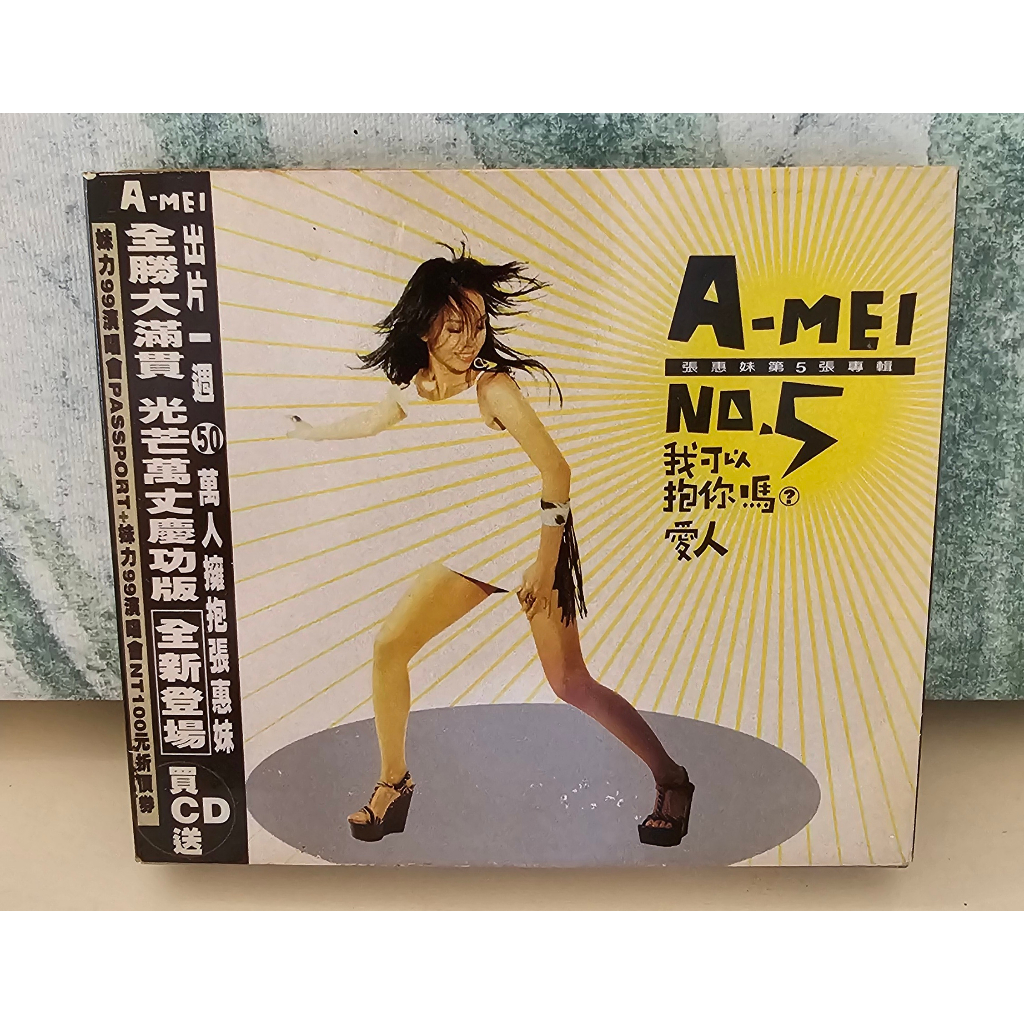 A-MEI
出片一週50萬人擁抱張惠妹
全勝大滿貫 光芒萬丈慶功版 全新登場
妹力99演唱會PASSPORT+妹力99演唱會NT100元折價券
買CD送
A-MEI
張惠妹第5張專輯
NO.5
我可以
抱你嗎?
愛人